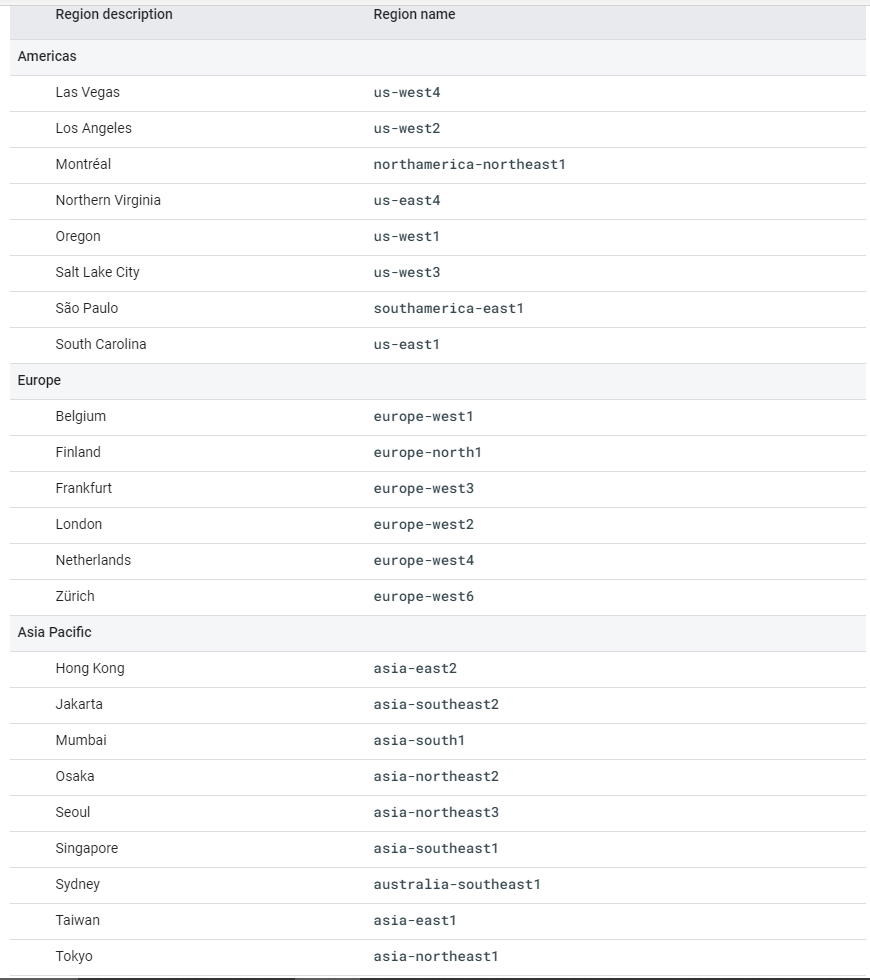 Region description Region name
Americas
Las Vegas us-west4
Los Angeles us-west2
Montréal northamerica-northeast1
Northern Virginia us-east4
Oregon us-west1
Salt Lake City us-west3
São Paulo southamerica-east1
South Carolina us-east1
Europe
Belgium europe-west1
Finland europe-north1
Frankfurt europe-west3
London europe-west2
Netherlands europe-west4
Zürich europe-west6
Asia Pacific
Hong Kong asia-east2
Jakarta asia-southeast2
Mumbai asia-south1
Osaka asia-northeast2
Seoul asia-northeast3
Singapore asia-southeast1
Sydney australia-southeast1
Taiwan asia-east1
Tokyo asia-northeast1